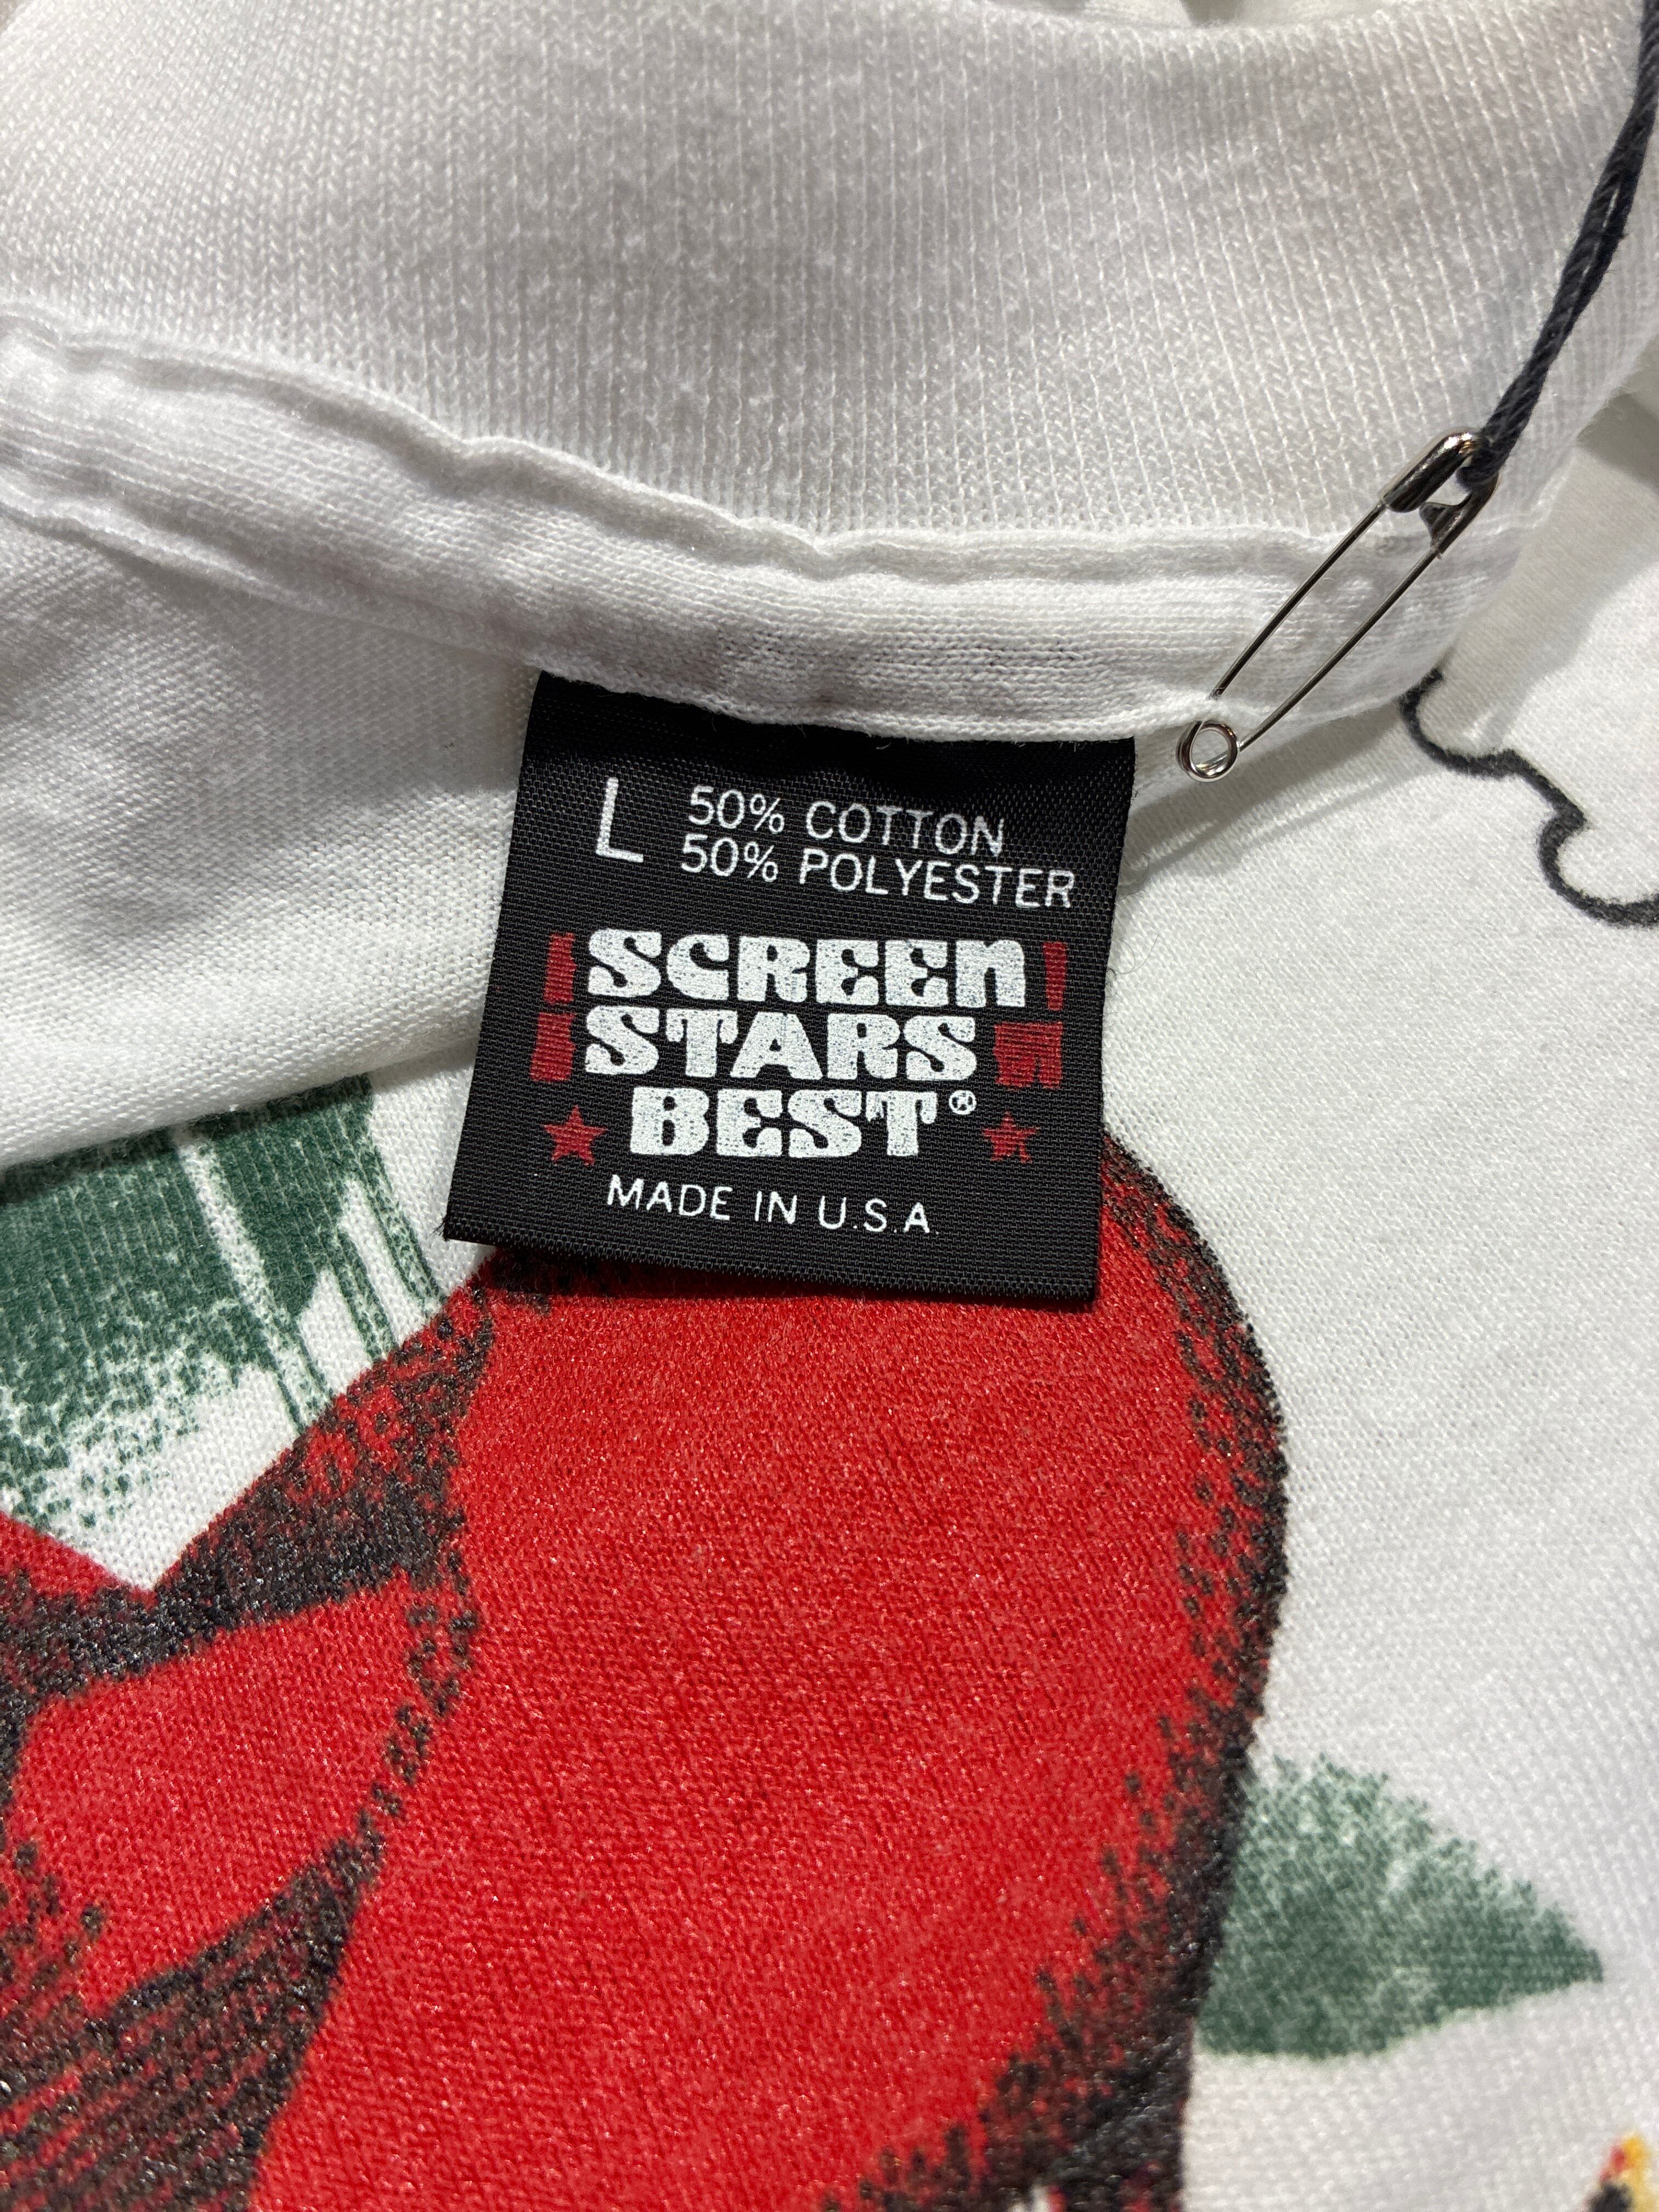 L 50% COTTON
50% POLYESTER
SCREEN
STARS
BEST®
MADE IN U.S.A.